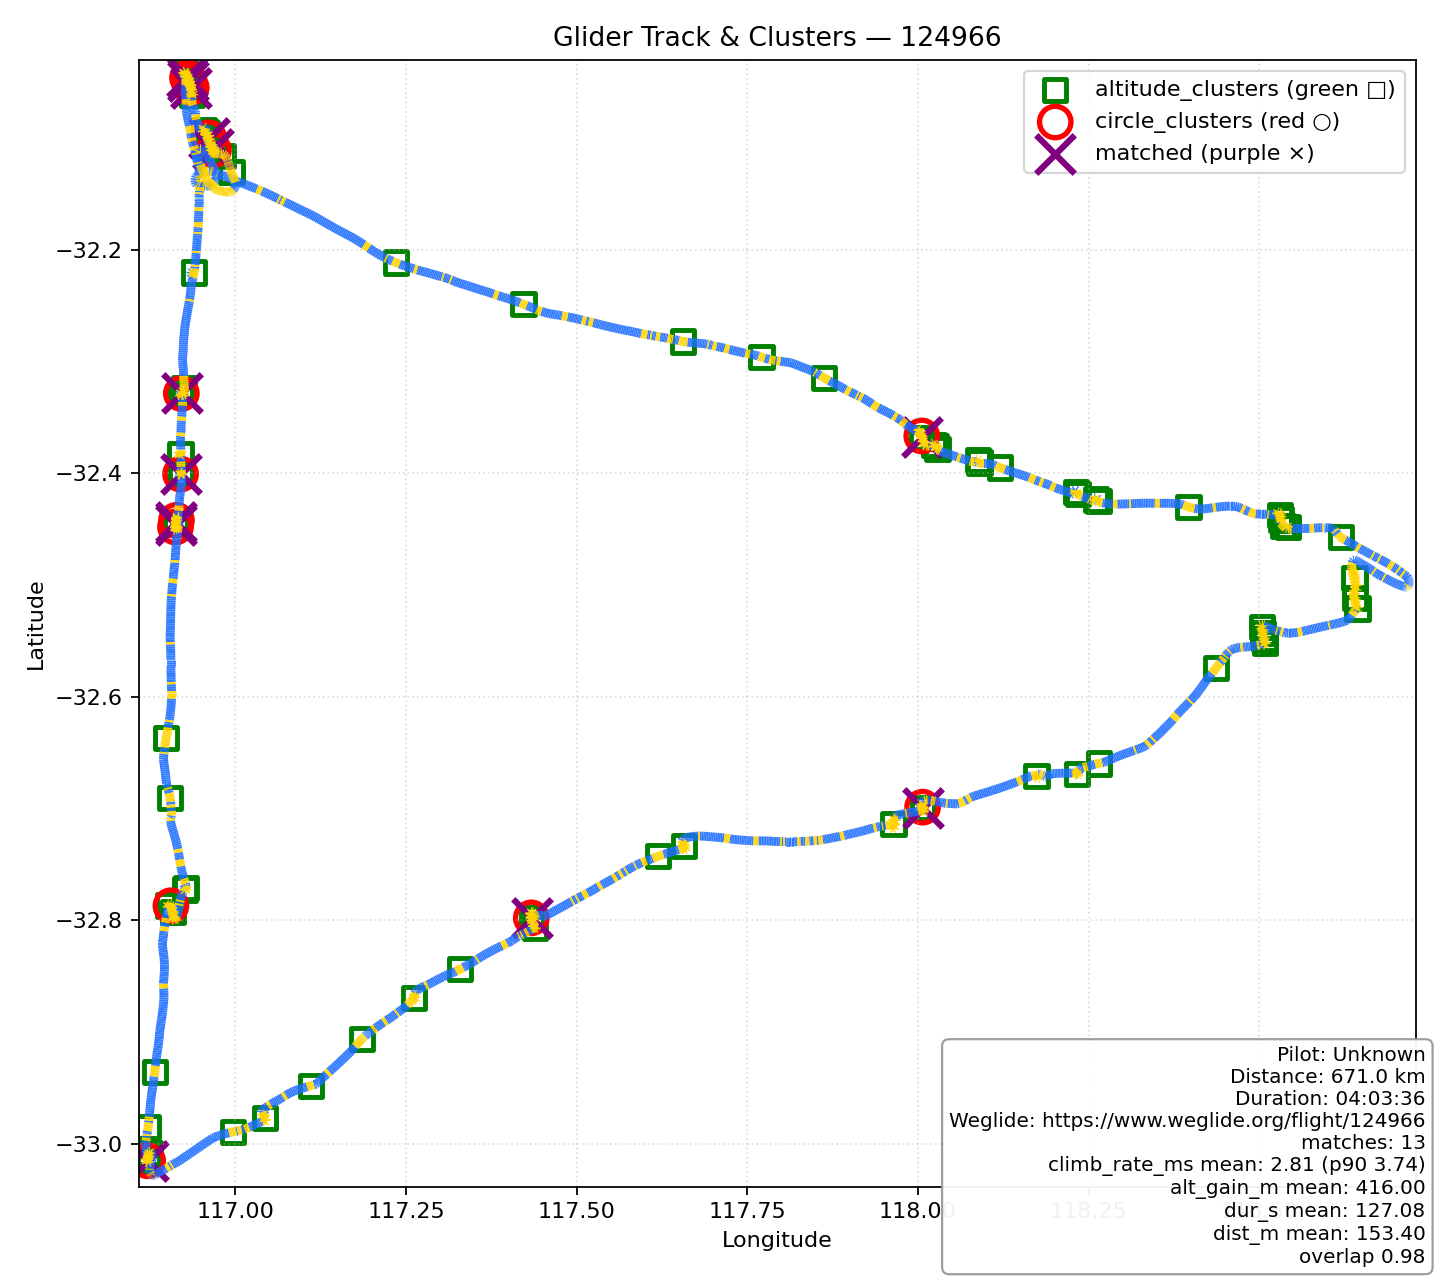 Glider Track & Clusters — 124966
altitude_clusters (green □)
circle_clusters (red ○)
matched (purple ×)
Latitude
−32.2
−32.4
−32.6
−32.8
−33.0
117.00
117.25
117.50
117.75
118.00
118.25
Longitude
Pilot: Unknown
Distance: 671.0 km
Duration: 04:03:36
Weglide: https://www.weglide.org/flight/124966
matches: 13
climb_rate_ms mean: 2.81 (p90 3.74)
alt_gain_m mean: 416.00
dur_s mean: 127.08
dist_m mean: 153.40
overlap 0.98